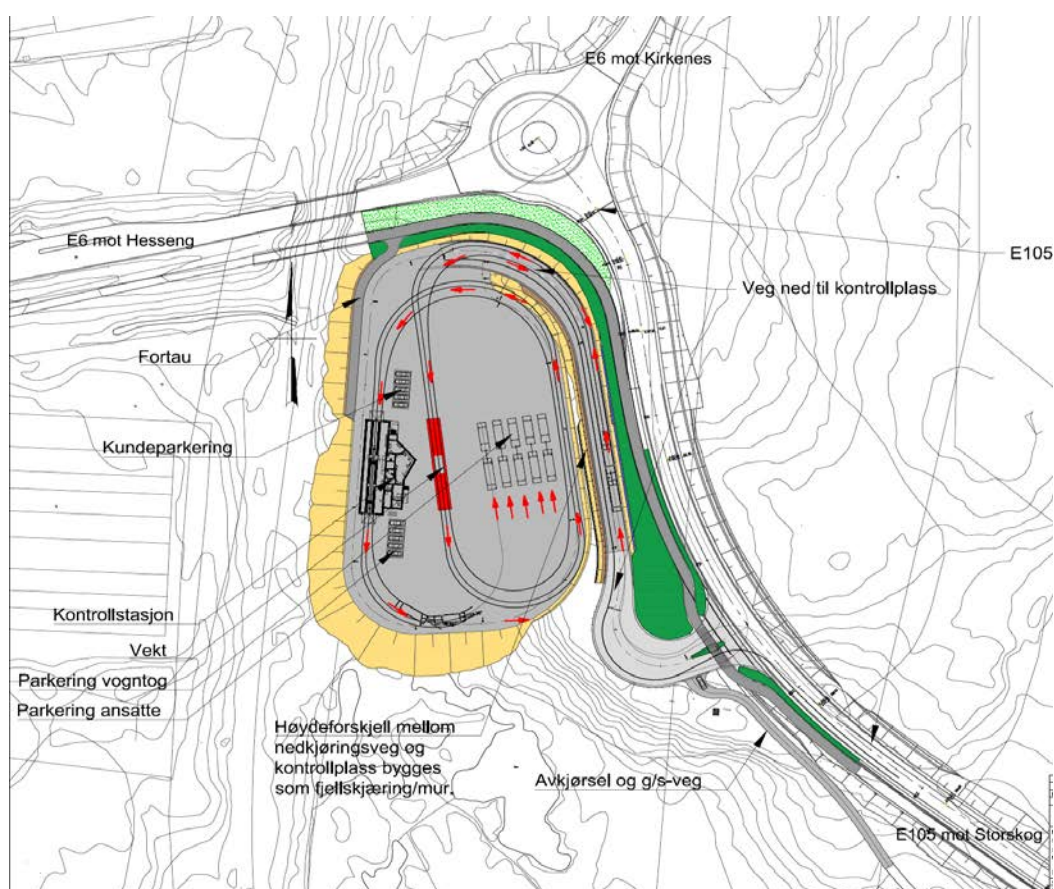 E6 mot Kirkenes
E6 mot Hesseng
E105
Veg ned til kontrollplass
Fortau
Kundeparkering
Kontrollstasjon
Vekt
Parkering vogntog
Parkering ansatte
Høydeforskjell mellom
nedkjøringsveg og
kontrollplass bygges
som fjellskjæring/mur.
Avkjørsel og g/s-veg
E105 mot Storskog